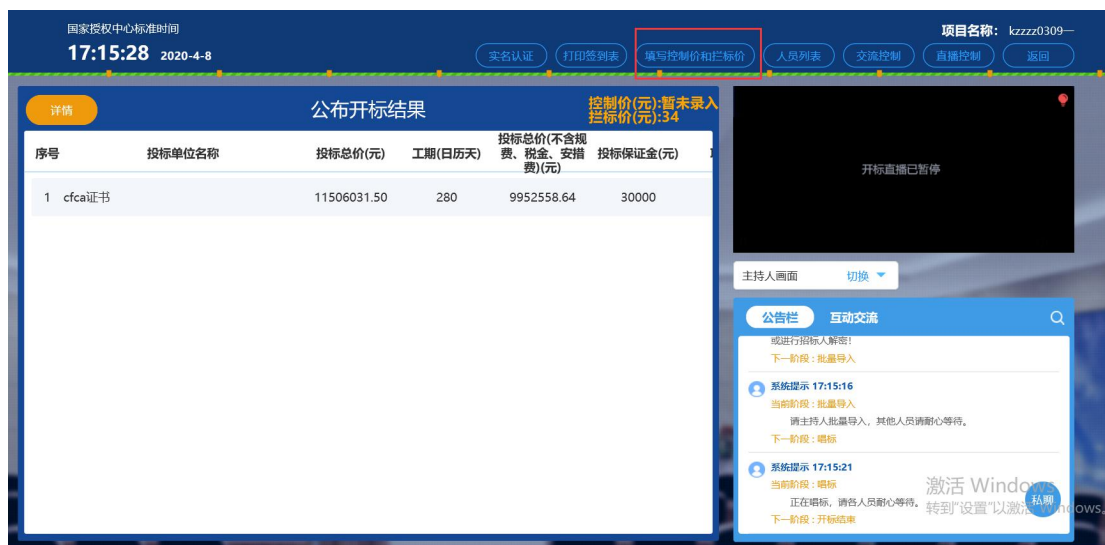 国家授权中心标准时间
项目名称: kzzzz0309一
17:15:28 2020-4-8
实名认证 打印签到表 填写控制价和拦标价 人员列表 交流控制 直播控制 返回
详情 公布开标结果 控制价(元):暂未录入
拦标价(元):34
序号 投标单位名称 投标总价(元) 工期(日历天) 投标总价(不含规费、税金、安措费)(元) 投标保证金(元)
1 cfca证书 11506031.50 280 9952558.64 30000
开标直播已暂停
主持人画面 切换
公告栏 互动交流
或进行招标人解密!
下一阶段 : 批量导入
系统提示 17:15:16
当前阶段 : 批量导入
请主持人批量导入，其他人员请耐心等待。
下一阶段 : 唱标
系统提示 17:15:21
当前阶段 : 唱标
正在唱标，请各人员耐心等待。
下一阶段 : 开标结束
激活 Windows
转到"设置"以激活 Windows。
私聊